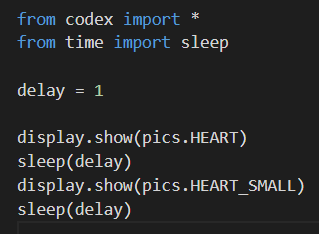 from codex import *
from time import sleep
delay = 1
display.show(pics.HEART)
sleep(delay)
display.show(pics.HEART_SMALL)
sleep(delay)